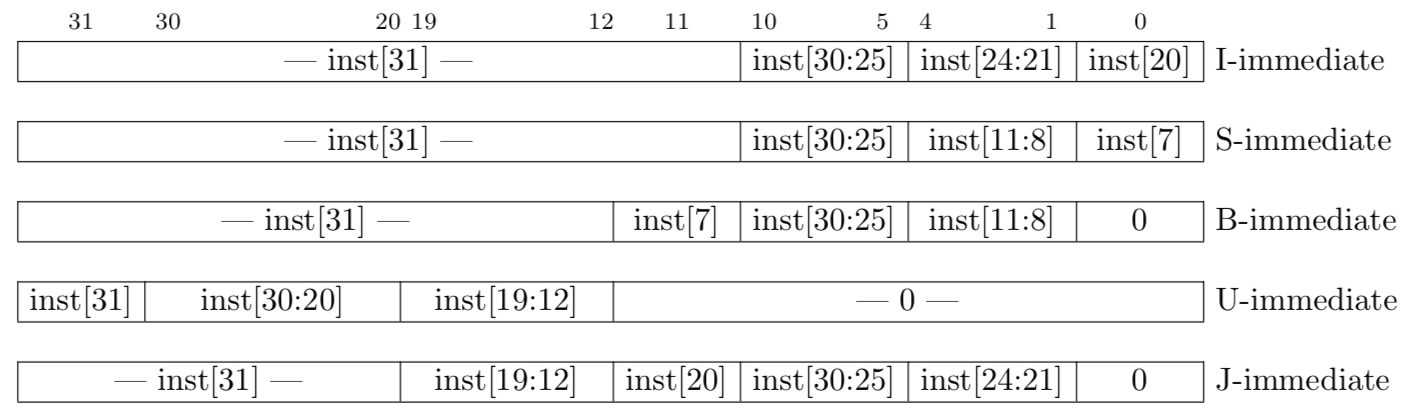 31 30 20 19 12 11 10 5 4 1 0
— inst[31] — inst[30:25] inst[24:21] inst[20] I-immediate
— inst[31] — inst[30:25] inst[11:8] inst[7] S-immediate
— inst[31] — inst[7] inst[30:25] inst[11:8] 0 B-immediate
inst[31] inst[30:20] inst[19:12] — 0 — U-immediate
— inst[31] — inst[19:12] inst[20] inst[30:25] inst[24:21] 0 J-immediate